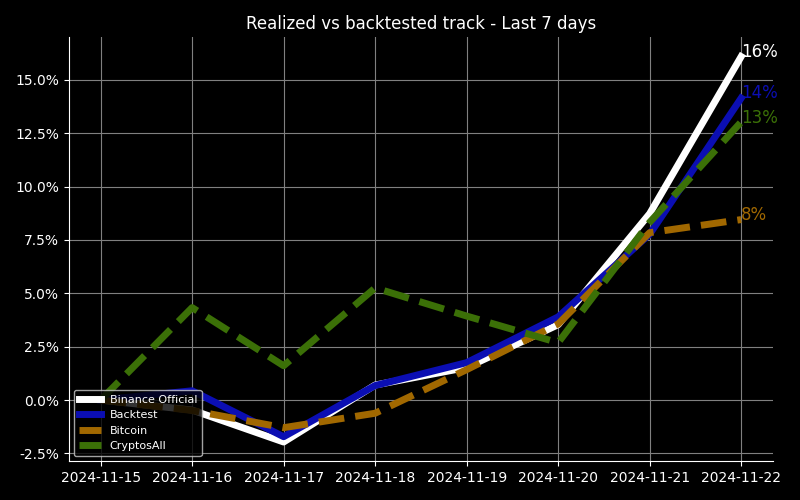 Realized vs backtested track - Last 7 days
16%
15.0%
14%
13%
12.5%
10.0%
8%
7.5%
5.0%
2.5%
0.0%
-2.5%
Binance Official
Backtest
Bitcoin
CryptosAll
2024-11-15 2024-11-16 2024-11-17 2024-11-18 2024-11-19 2024-11-20 2024-11-21 2024-11-22